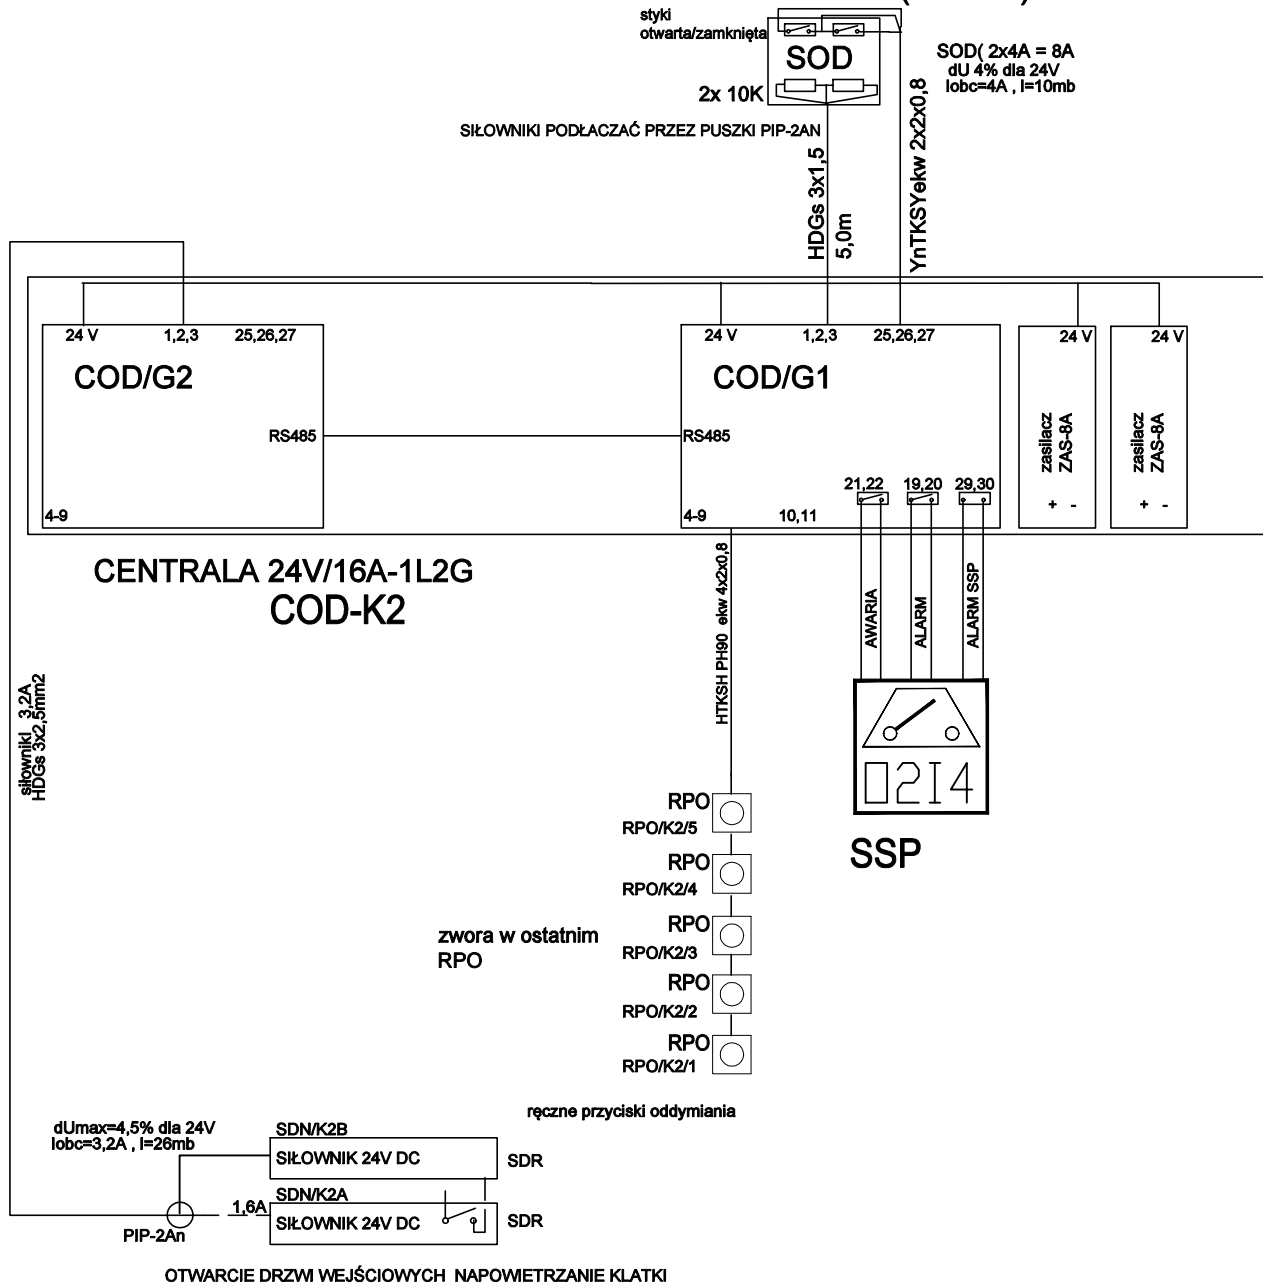 styki
otwarta/zamknięta
SOD
SOD( 2x4A = 8A
dU 4% dla 24V
Iobc=4A , l=10mb
2x 10K
SIŁOWNIKI PODŁACZAĆ PRZEZ PUSZKI PIP-2AN
HDGs 3x1,5
5,0m
YnTKSYekw 2x2x0,8
24 V
1,2,3
25,26,27
COD/G2
RS485
4-9
24 V
1,2,3
25,26,27
COD/G1
RS485
21,22
19,20
29,30
4-9
10,11
24 V
zasilacz
ZAS-8A
+ -
24 V
zasilacz
ZAS-8A
+ -
CENTRALA 24V/16A-1L2G
COD-K2
HTKSH PH90 ekw 4x2x0,8
AWARIA
ALARM
ALARM SSP
0214
SSP
siłowniki 3,2A
HDGs 3x2,5mm2
RPO
RPO/K2/5
RPO
RPO/K2/4
RPO
RPO/K2/3
zwora w ostatnim
RPO
RPO
RPO/K2/2
RPO
RPO/K2/1
ręczne przyciski oddymiania
dUmax=4,5% dla 24V
Iobc=3,2A , l=26mb
SDN/K2B
SIŁOWNIK 24V DC
SDR
SDN/K2A
1,6A
SIŁOWNIK 24V DC
SDR
PIP-2An
OTWARCIE DRZWI WEJŚCIOWYCH NAPOWIETRZANIE KLATKI